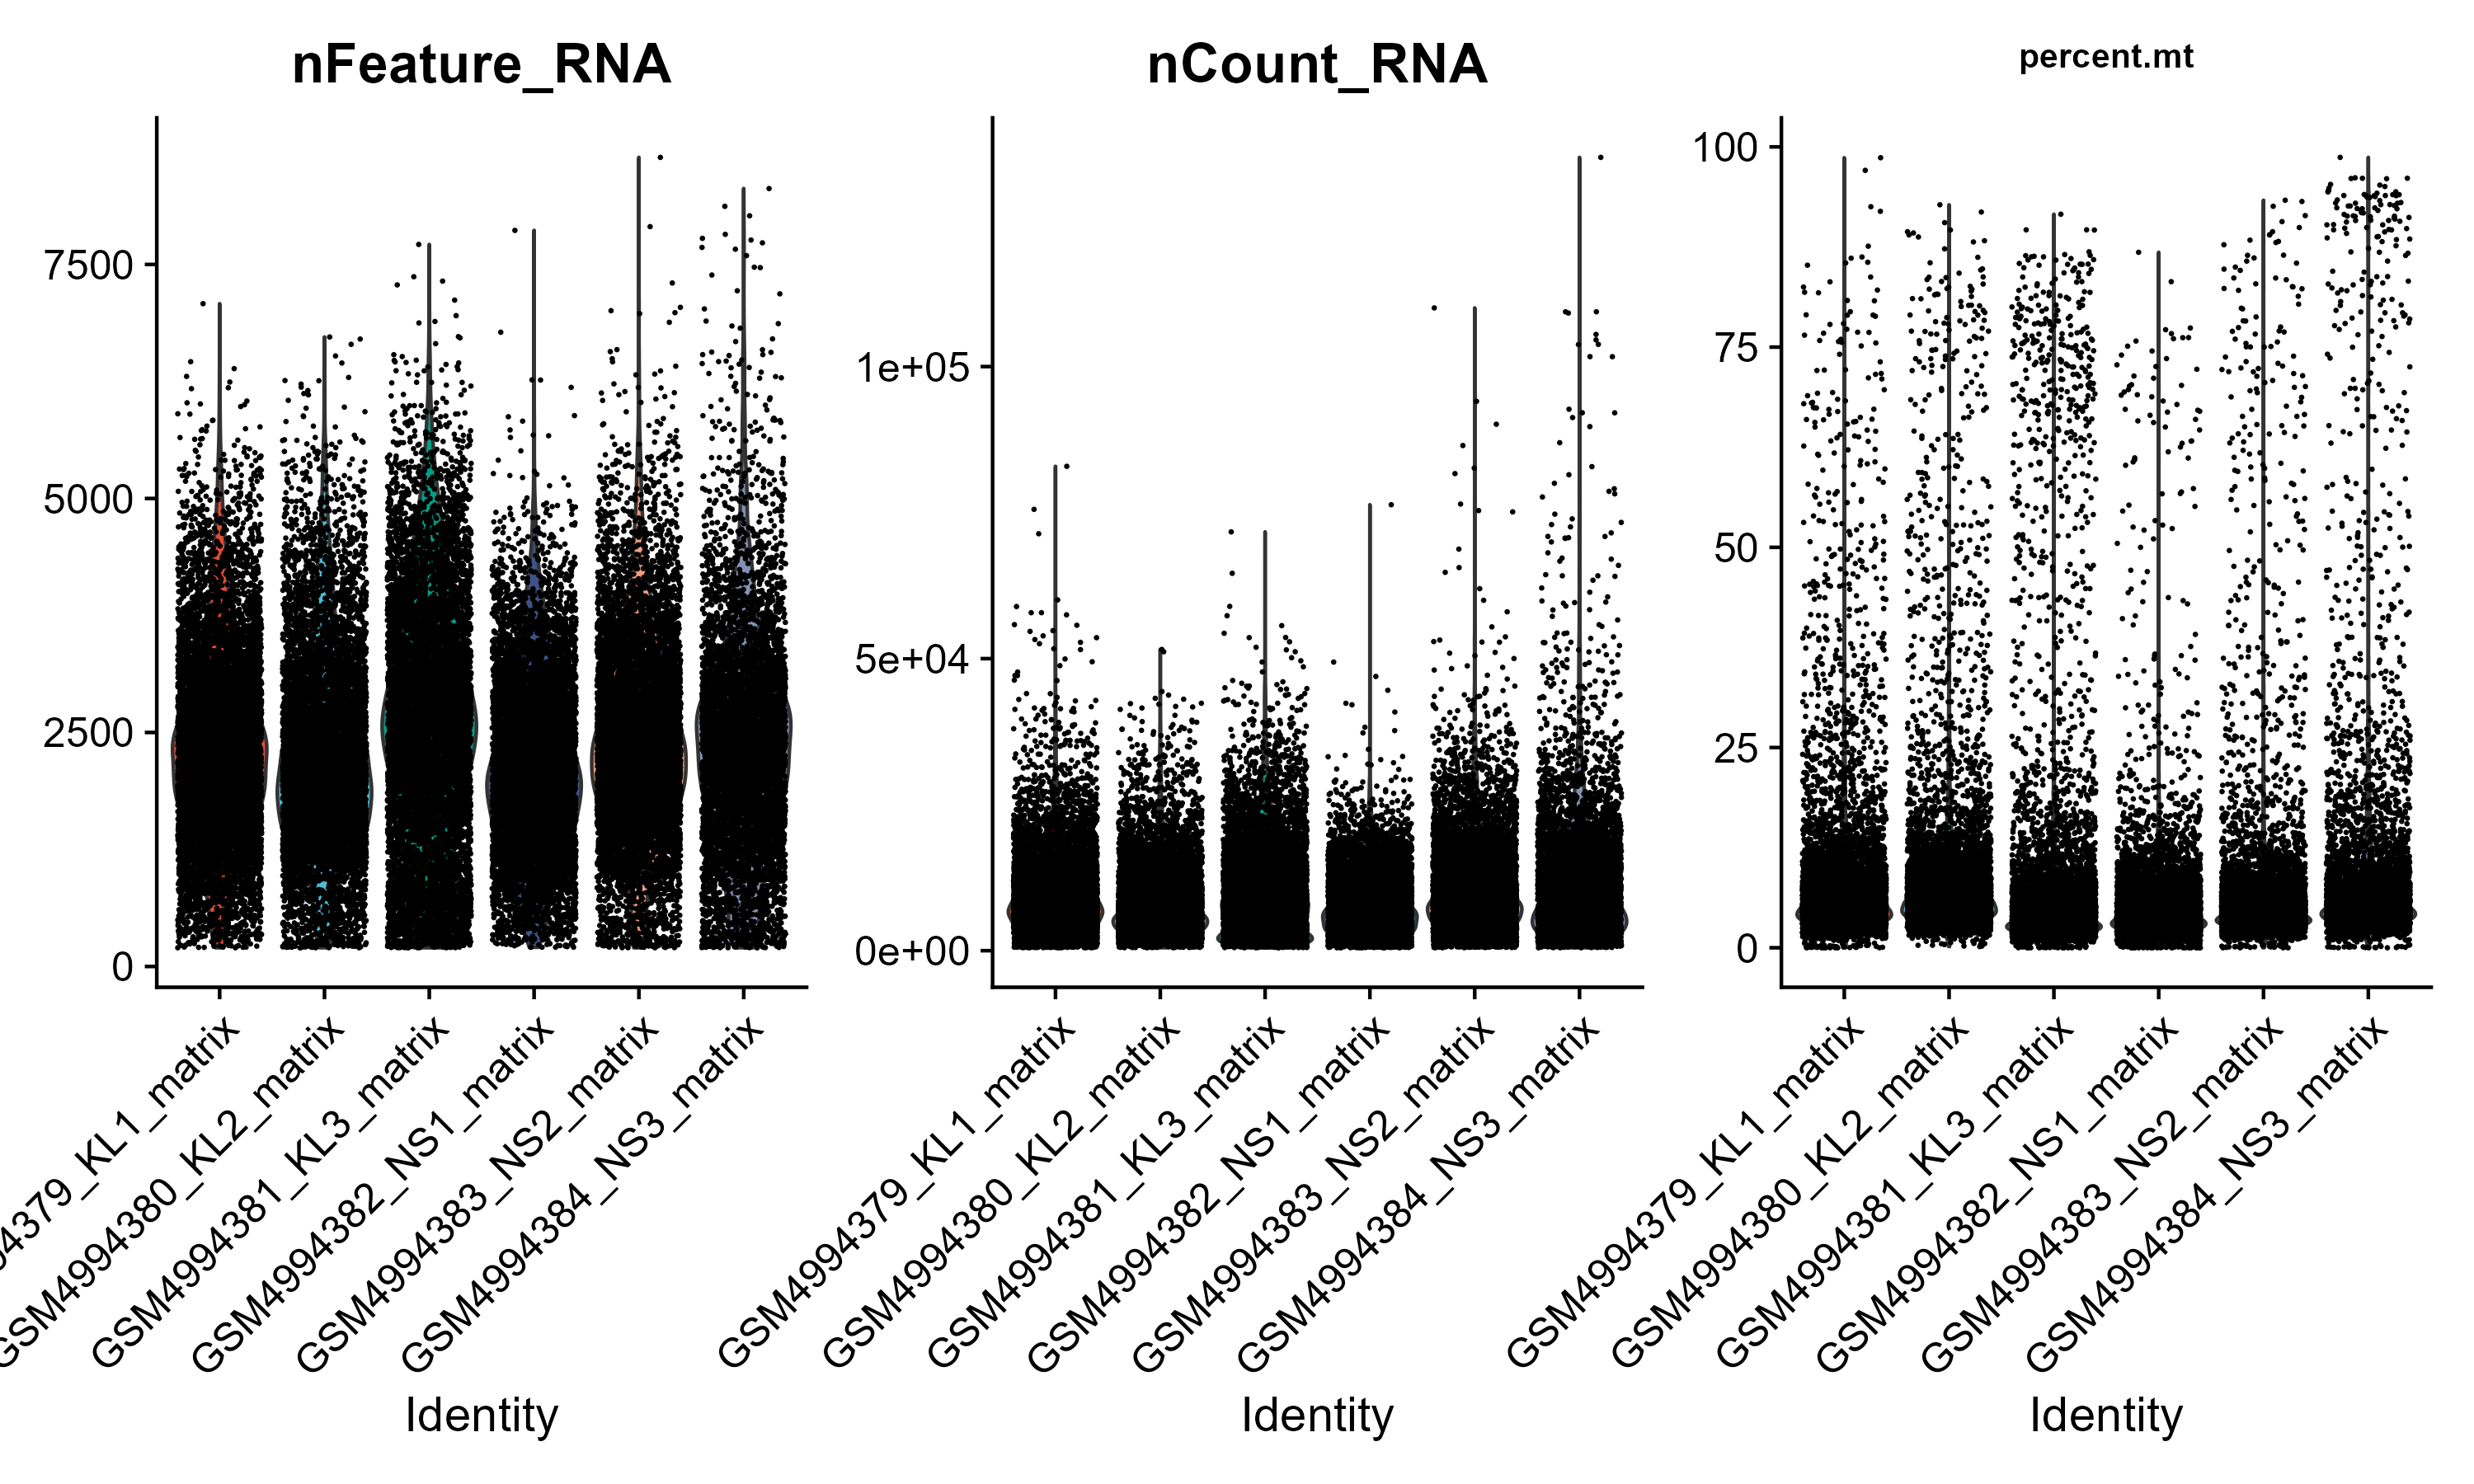 nFeature_RNA
7500
5000
2500
0
94379_KL1_matrix
GSM4994380_KL2_matrix
GSM4994381_KL3_matrix
GSM4994382_NS1_matrix
GSM4994383_NS2_matrix
GSM4994384_NS3_matrix
Identity
nCount_RNA
1e+05
5e+04
0e+00
GSM4994379_KL1_matrix
GSM4994380_KL2_matrix
GSM4994381_KL3_matrix
GSM4994382_NS1_matrix
GSM4994383_NS2_matrix
GSM4994384_NS3_matrix
Identity
percent.mt
100
75
50
25
0
GSM4994379_KL1_matrix
GSM4994380_KL2_matrix
GSM4994381_KL3_matrix
GSM4994382_NS1_matrix
GSM4994383_NS2_matrix
GSM4994384_NS3_matrix
Identity